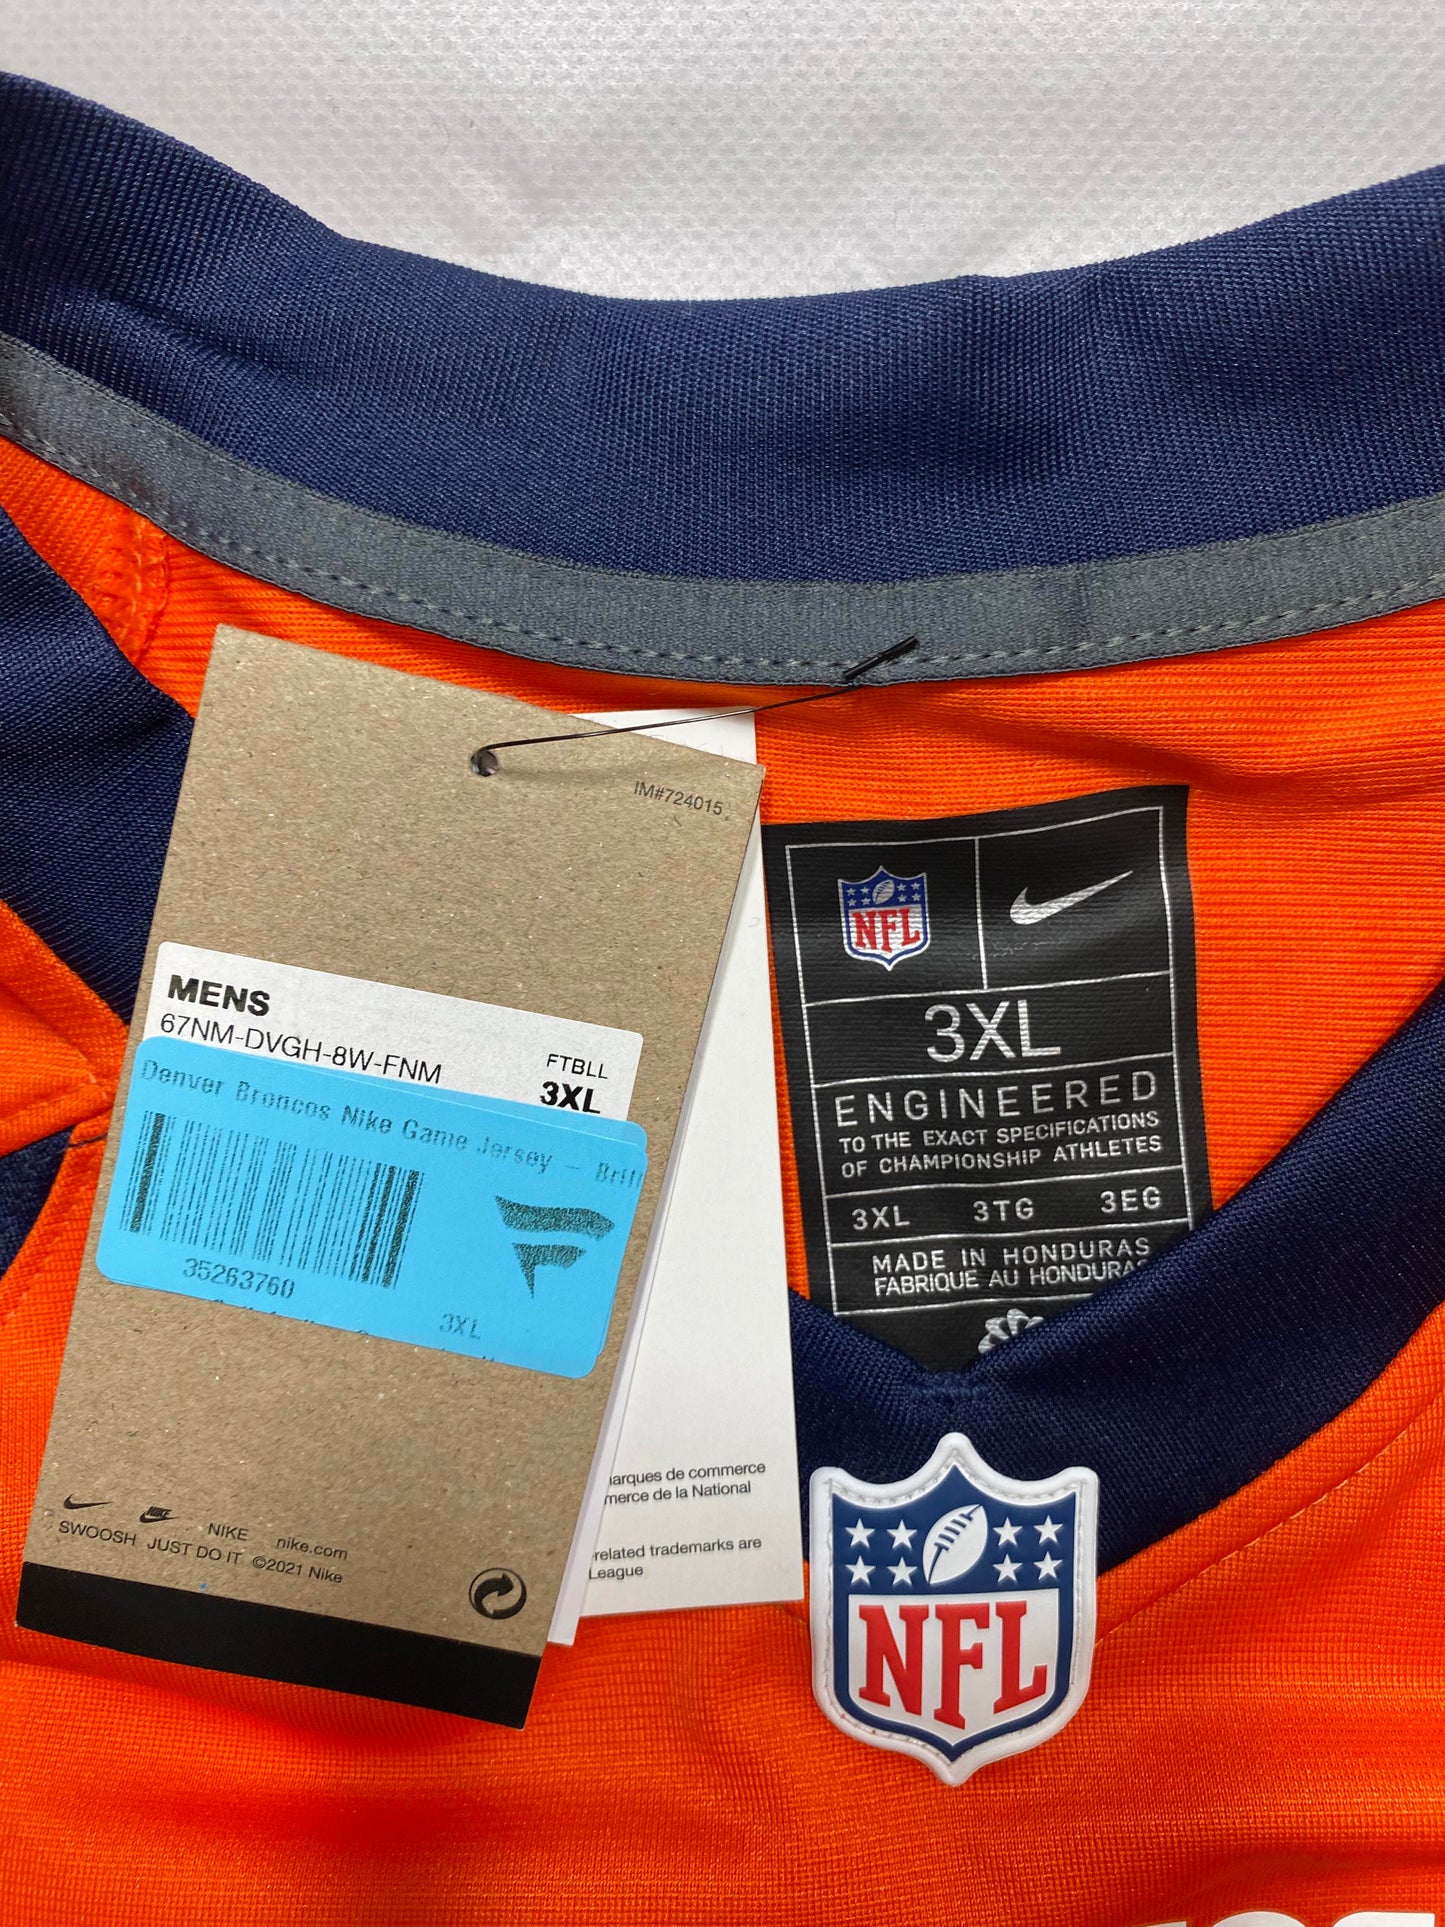 IM#724015
MENS
67NM-DVGH-8W-FNM
FTBLL
3XL
Denver Broncos Nike Game Jersey - Bril
35263760
3XL
NIKE nike.com
SWOOSH JUST DO IT ©2021 Nike
marques de commerce
merce de la National
related trademarks are
League
NFL
3XL
ENGINEERED
TO THE EXACT SPECIFICATIONS
OF CHAMPIONSHIP ATHLETES
3XL 3TG 3EG
MADE IN HONDURAS
FABRIQUE AU HONDURAS
NFL